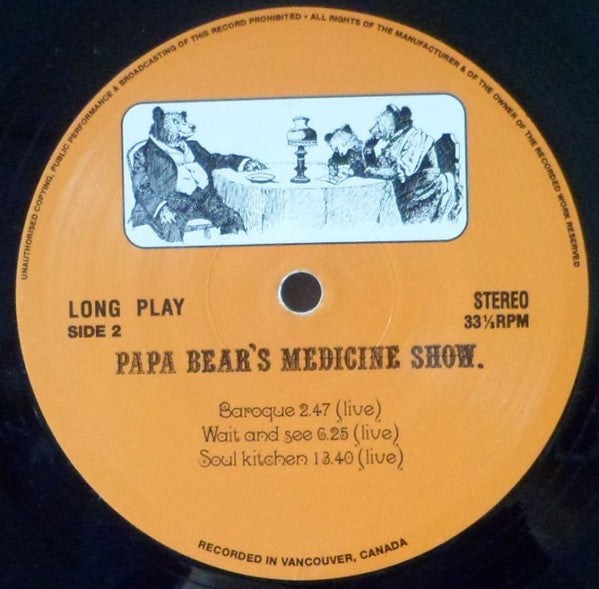 UNAUTHORISED COPYING, PUBLIC PERFORMANCE & BROADCASTING OF THIS RECORD PROHIBITED • ALL RIGHTS OF THE MANUFACTURER & OF THE OWNER OF THE RECORDED WORK RESERVED
LONG PLAY
SIDE 2
STEREO
33⅓RPM
PAPA BEAR'S MEDICINE SHOW.
Baroque 2.47 (live)
Wait and see 6.25 (live)
Soul kitchen 13.40 (live)
RECORDED IN VANCOUVER, CANADA